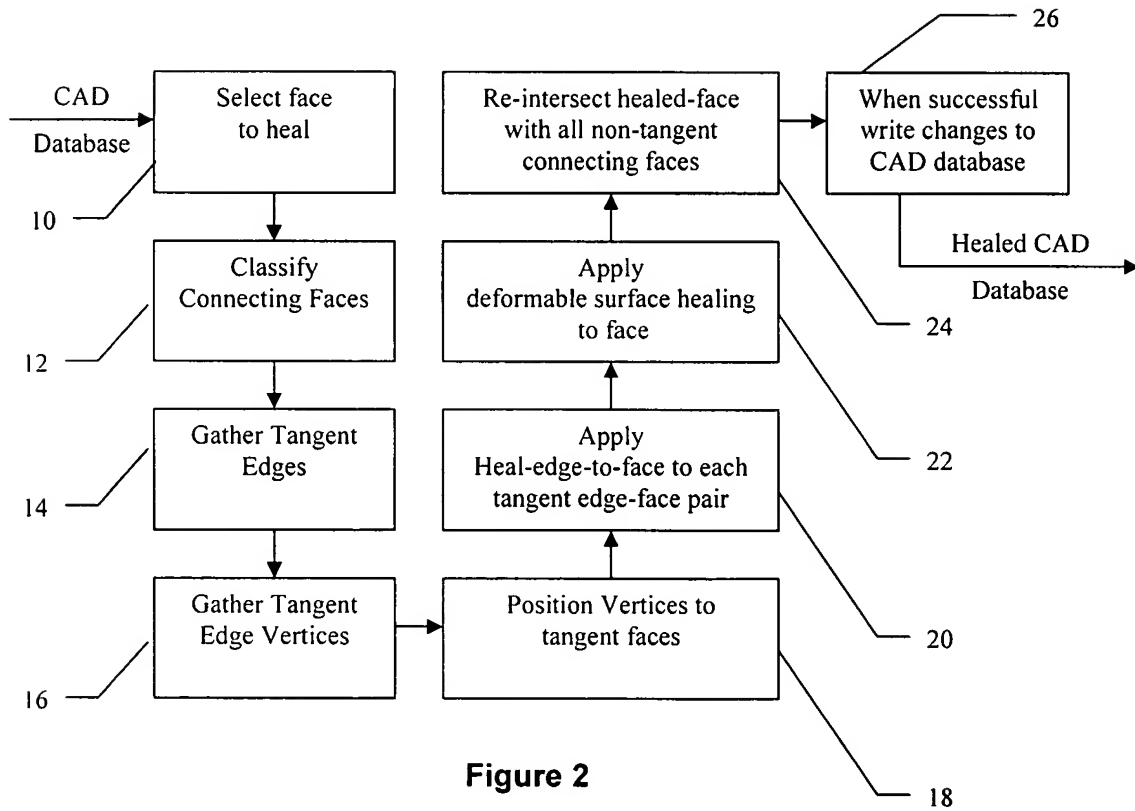 CAD
Database
Select face
to heal
10
Classify
Connecting Faces
12
Gather Tangent
Edges
14
Gather Tangent
Edge Vertices
16
Position Vertices to
tangent faces
18
Apply
Heal-edge-to-face to each
tangent edge-face pair
20
Apply
deformable surface healing
to face
22
Re-intersect healed-face
with all non-tangent
connecting faces
24
When successful
write changes to
CAD database
26
Healed CAD
Database
Figure 2